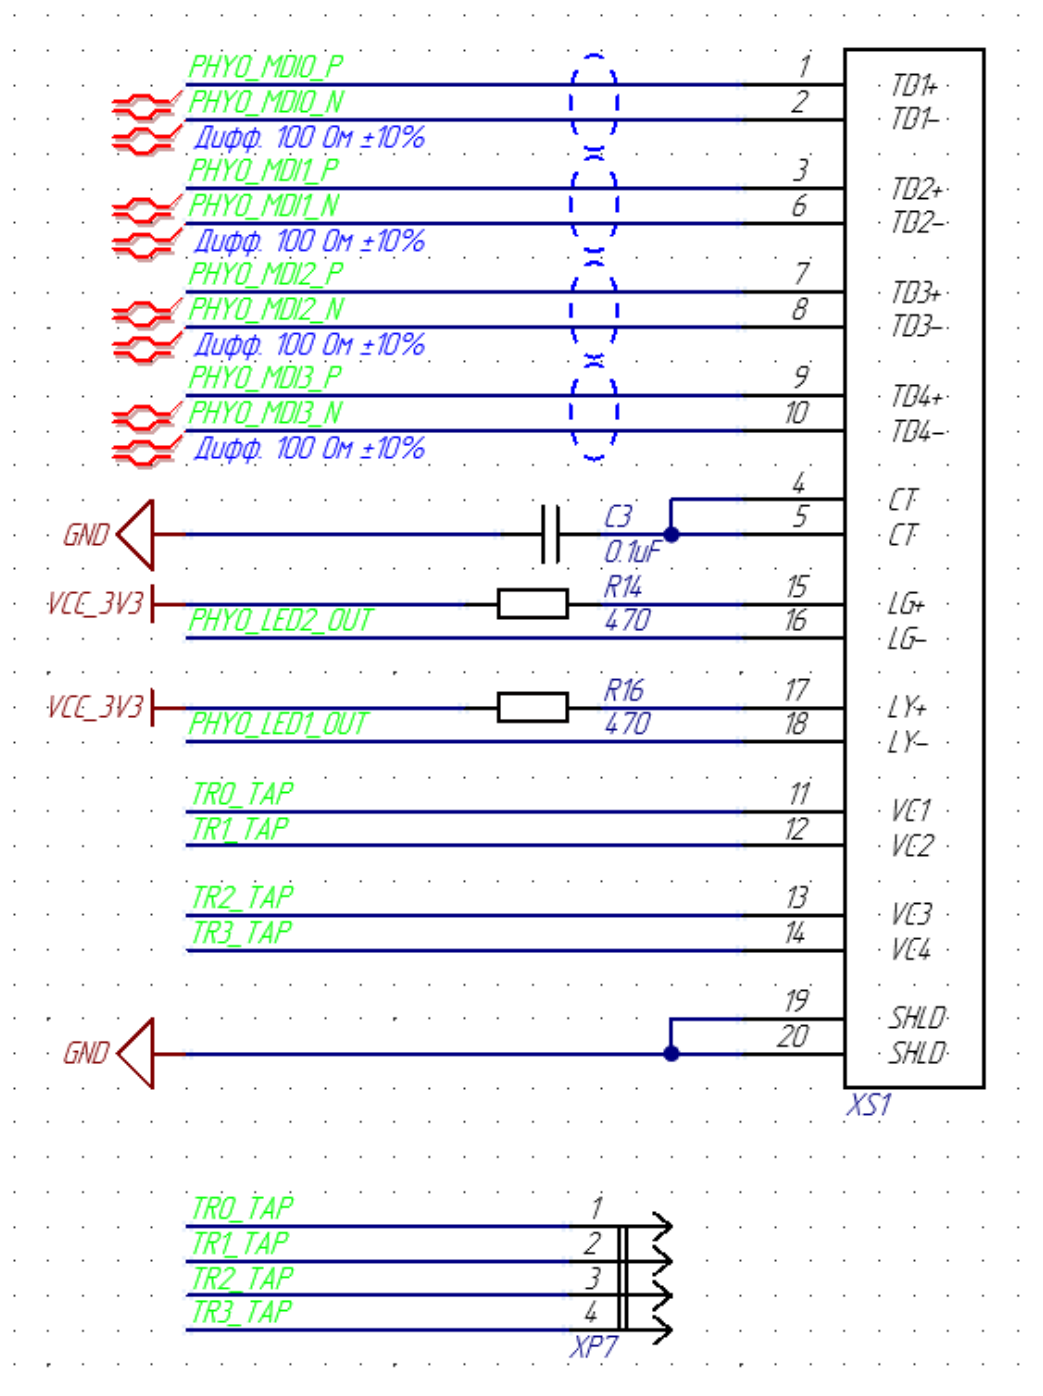 PHY0_MDI0_P 1 TD1+
PHY0_MDI0_N 2 TD1-
Дифф. 100 Ом ±10%
PHY0_MDI1_P 3 TD2+
PHY0_MDI1_N 6 TD2-
Дифф. 100 Ом ±10%
PHY0_MDI2_P 7 TD3+
PHY0_MDI2_N 8 TD3-
Дифф. 100 Ом ±10%
PHY0_MDI3_P 9 TD4+
PHY0_MDI3_N 10 TD4-
Дифф. 100 Ом ±10%
4 CT
GND C3 5 CT
0.1uF
VCC_3V3 R14 15 LG+
PHY0_LED2_OUT 470 16 LG-
VCC_3V3 R16 17 LY+
PHY0_LED1_OUT 470 18 LY-
TR0_TAP 11 VC1
TR1_TAP 12 VC2
TR2_TAP 13 VC3
TR3_TAP 14 VC4
19 SHLD
GND 20 SHLD
XS1
TR0_TAP 1
TR1_TAP 2
TR2_TAP 3
TR3_TAP 4
XP7